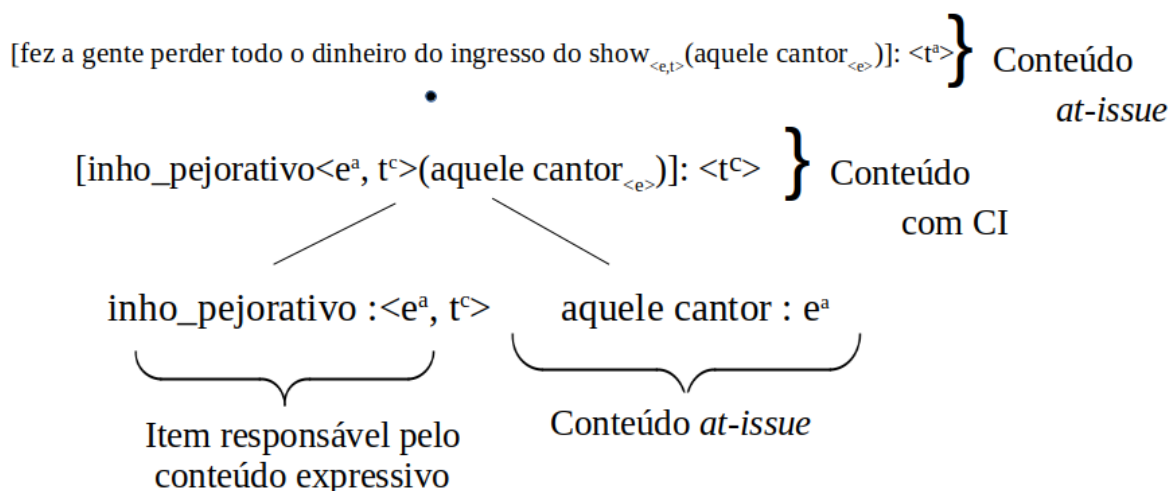 [fez a gente perder todo o dinheiro do ingresso do show<e,t>(aquele cantor<e>)]: <tª>} Conteúdo
at-issue
•
[inho_pejorativo<eª, tᶜ>(aquele cantor<e>)]: <tᶜ> } Conteúdo
com CI
inho_pejorativo :<eª, tᶜ> aquele cantor : eª
Item responsável pelo
conteúdo expressivo
Conteúdo at-issue